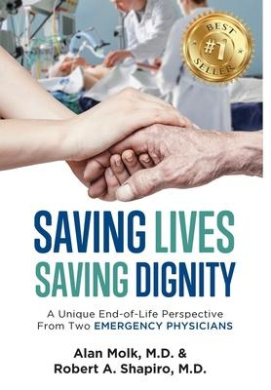 BEST
#1
SELLER
SAVING LIVES
SAVING DIGNITY
A Unique End-of-Life Perspective
From Two EMERGENCY PHYSICIANS
Alan Molk, M.D. &
Robert A. Shapiro, M.D.